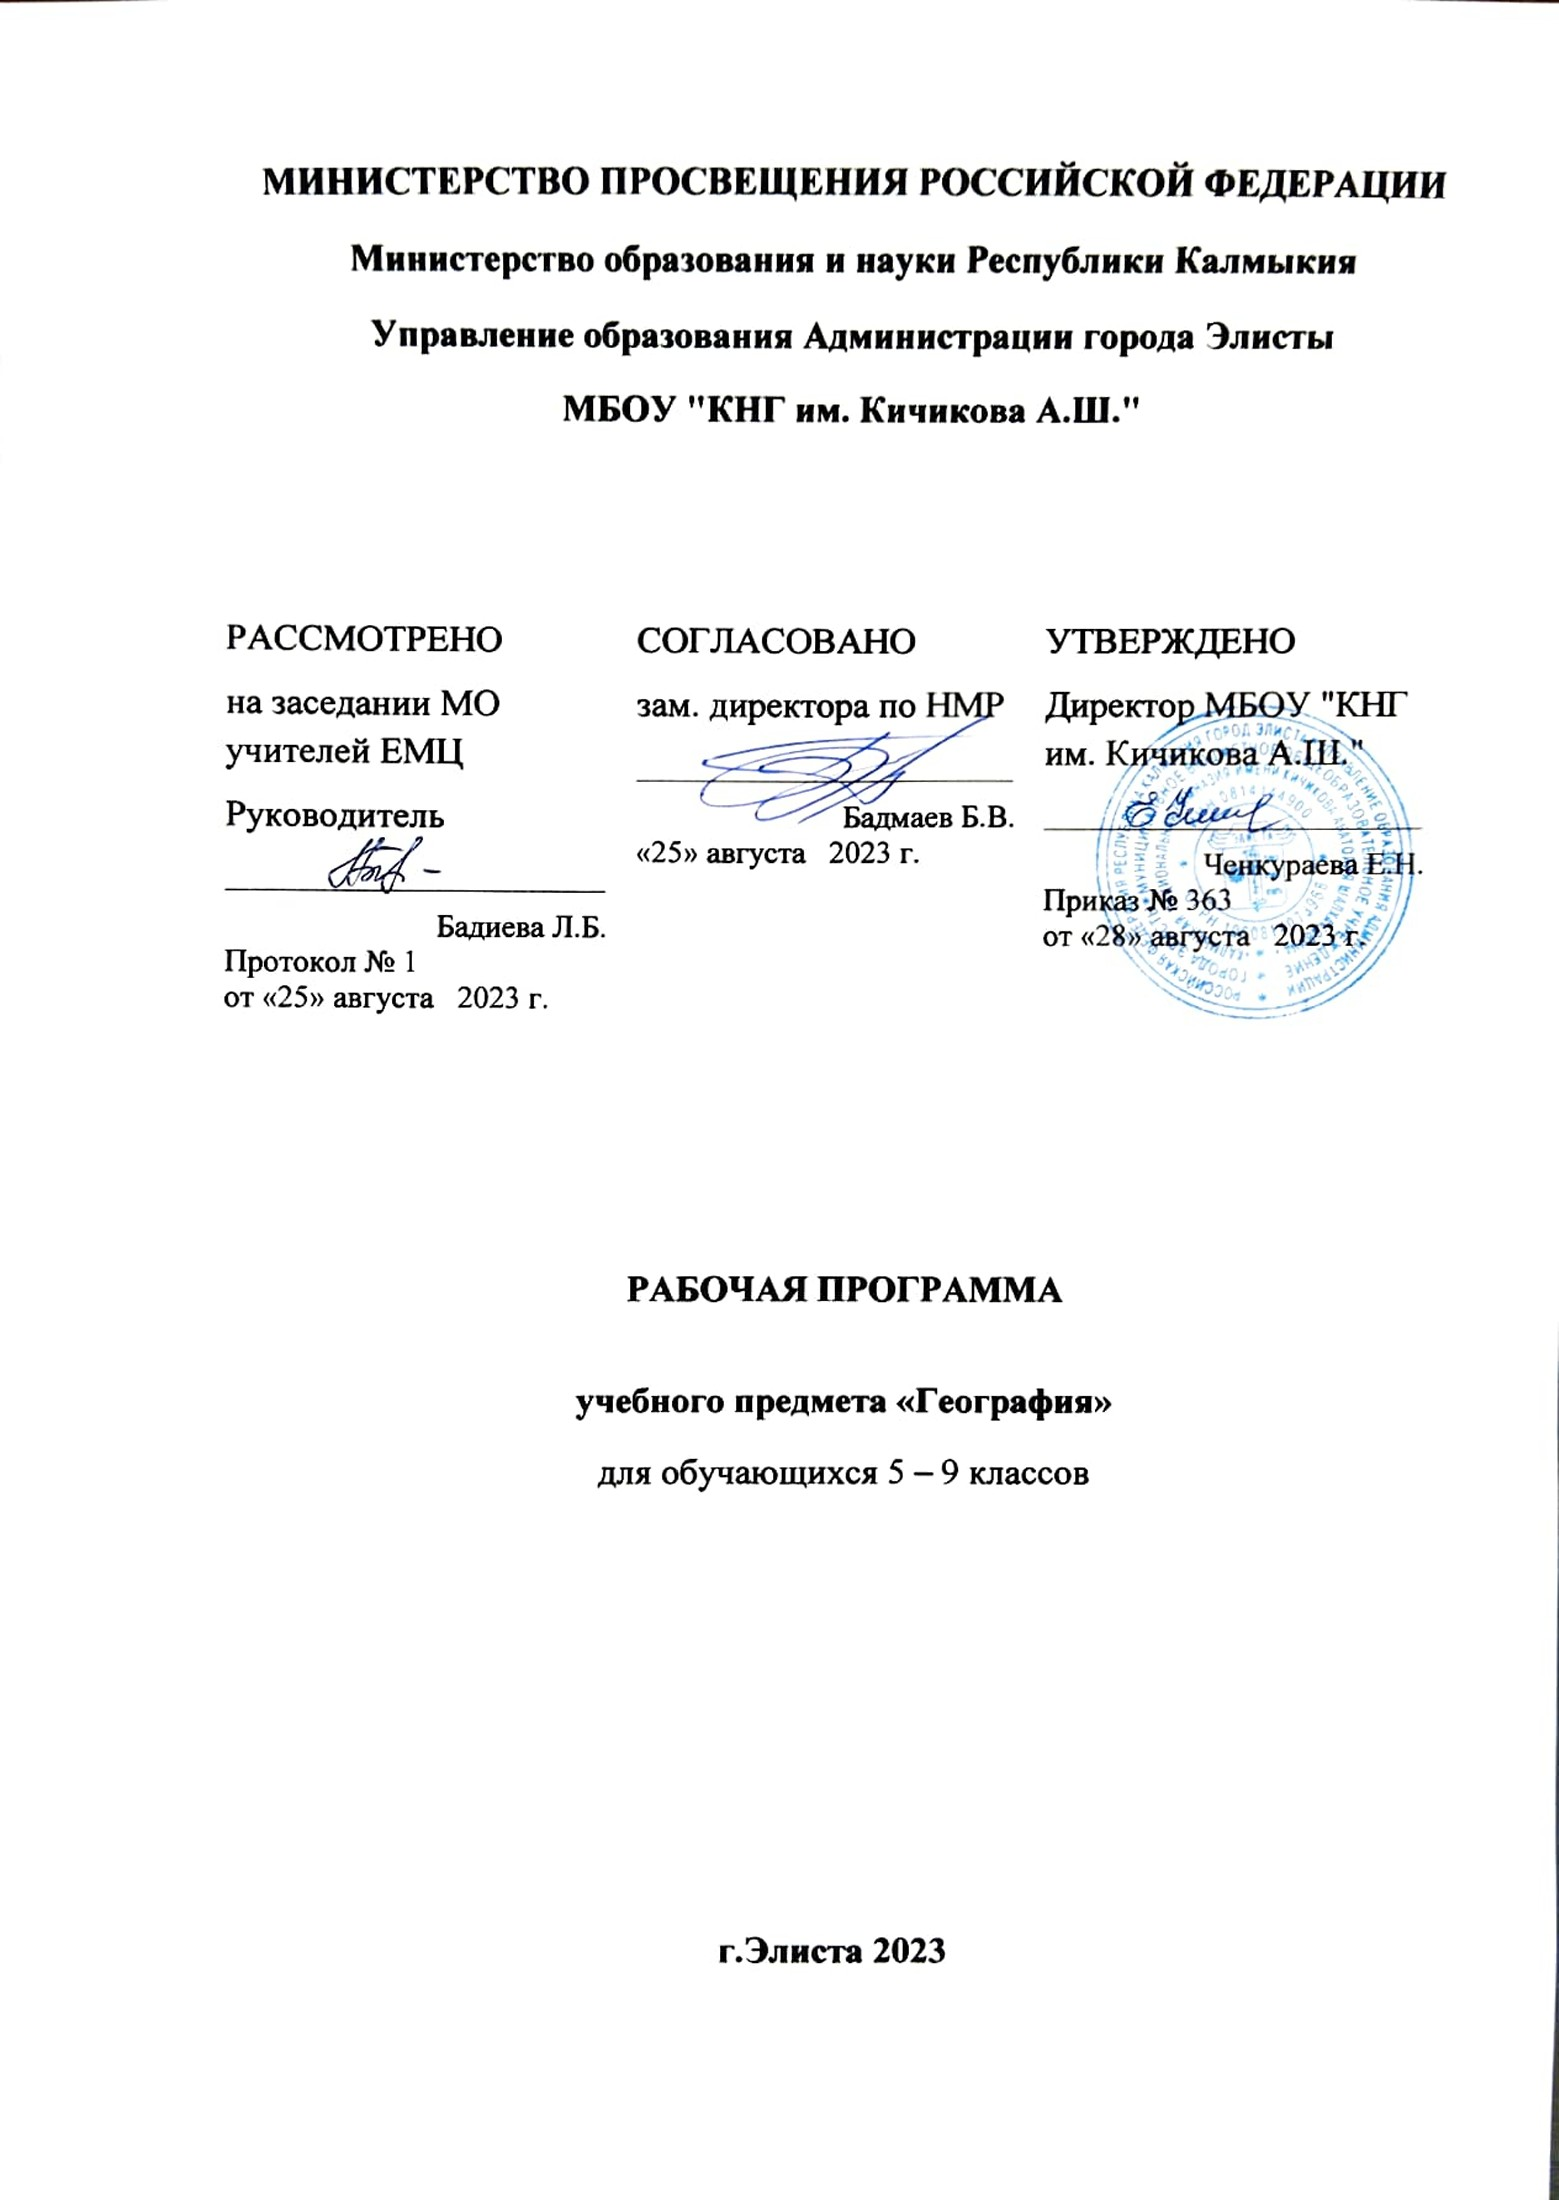 МИНИСТЕРСТВО ПРОСВЕЩЕНИЯ РОССИЙСКОЙ ФЕДЕРАЦИИ
Министерство образования и науки Республики Калмыкия
Управление образования Администрации города Элисты
МБОУ "КНГ им. Кичикова А.Ш."
РАССМОТРЕНО
на заседании МО
учителей ЕМЦ
Руководитель
Бадиева Л.Б.
Протокол № 1
от «25» августа 2023 г.
СОГЛАСОВАНО
зам. директора по НМР
Бадмаев Б.В.
«25» августа 2023 г.
УТВЕРЖДЕНО
Директор МБОУ "КНГ
им. Кичикова А.Ш."
Ченкураева Е.Н.
Приказ № 363
от «28» августа 2023 г.
РАБОЧАЯ ПРОГРАММА
учебного предмета «География»
для обучающихся 5 – 9 классов
г.Элиста 2023